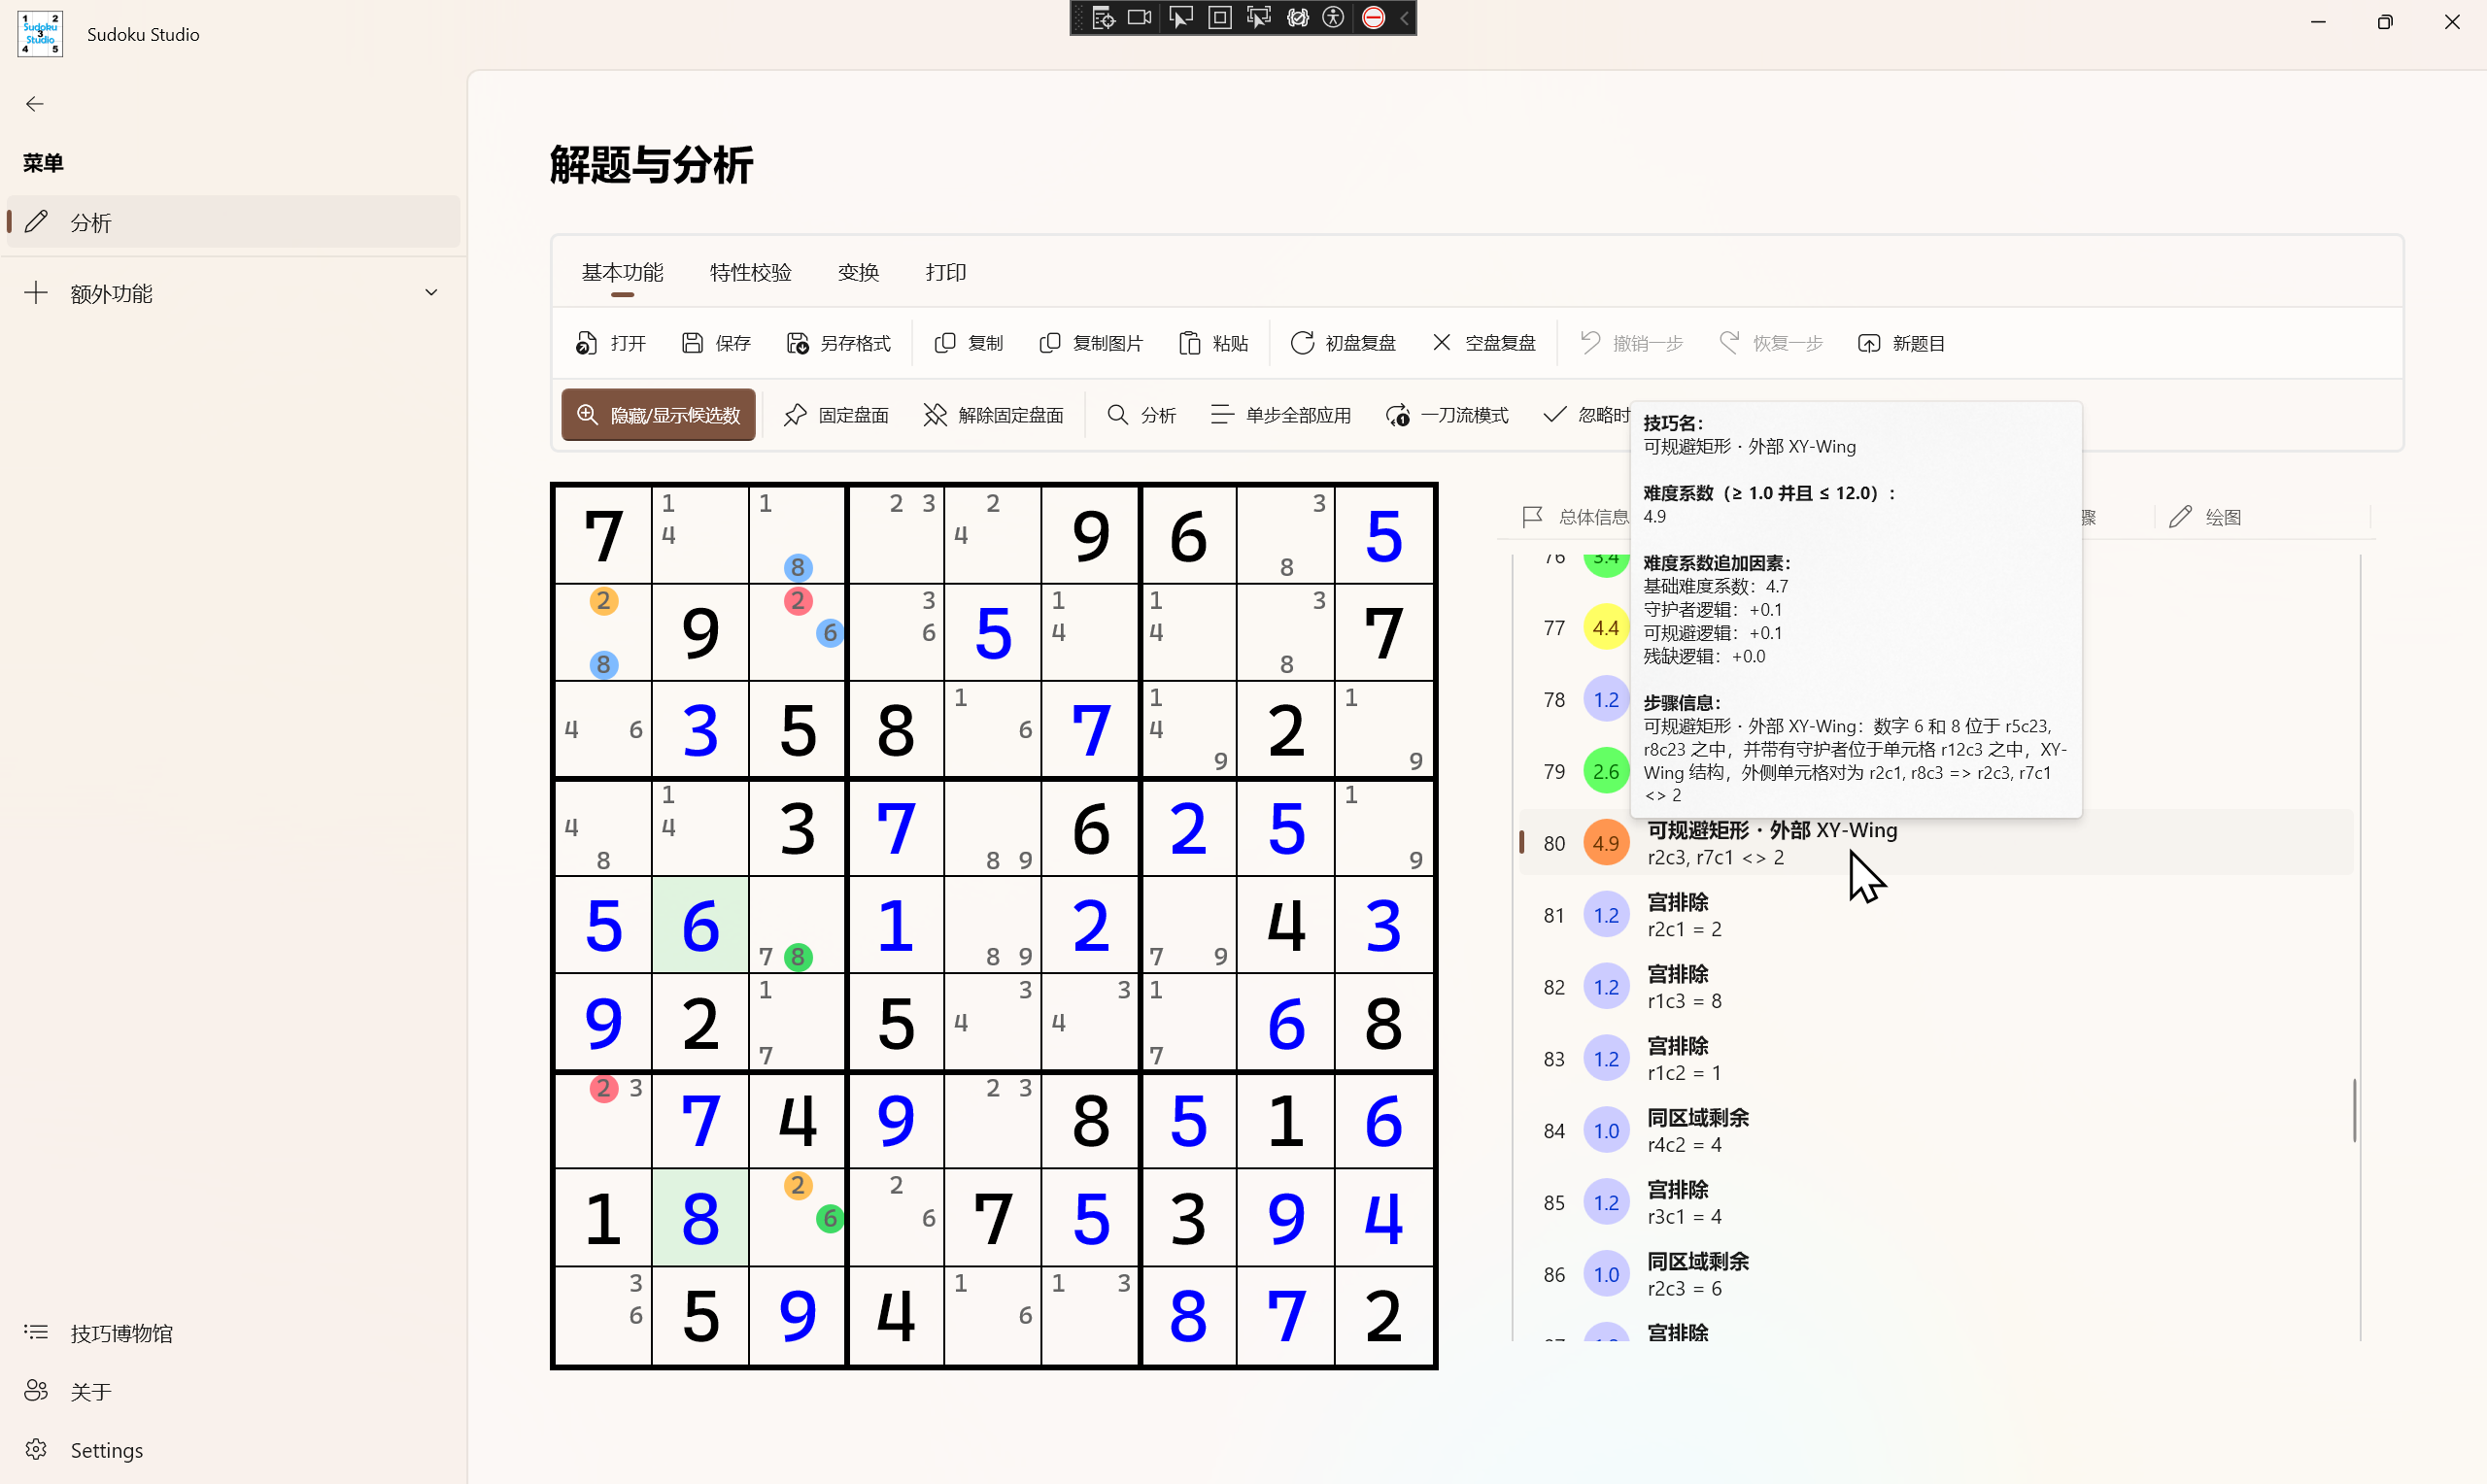 1 2
Sudoku
3
Studio
4 5
Sudoku Studio
菜单
分析
额外功能
技巧博物馆
关于
Settings
解题与分析
基本功能 特性校验 变换 打印
打开 保存 另存格式 复制 复制图片 粘贴 初盘复盘 空盘复盘 撤销一步 恢复一步 新题目
隐藏/显示候选数 固定盘面 解除固定盘面 分析 单步全部应用 一刀流模式 忽略时
7 1 4 1 8 2 3 2 4 9 6 3 8 5
2 8 9 2 6 3 6 5 1 4 1 4 3 8 7
4 6 3 5 8 1 6 7 1 4 9 2 1 9
4 8 1 4 3 7 8 9 6 2 5 1 9
5 6 7 8 1 8 9 2 7 9 4 3
9 2 1 7 5 3 4 3 4 1 7 6 8
2 3 7 4 9 2 3 8 5 1 6
1 8 2 6 2 6 7 5 3 9 4
3 6 5 9 4 1 6 1 3 8 7 2
总体信息 骤 绘图
技巧名：
可规避矩形 · 外部 XY-Wing
难度系数（≥ 1.0 并且 ≤ 12.0）:
4.9
难度系数追加因素：
基础难度系数：4.7
守护者逻辑：+0.1
可规避逻辑：+0.1
残缺逻辑：+0.0
步骤信息：
可规避矩形 · 外部 XY-Wing：数字 6 和 8 位于 r5c23,
r8c23 之中，并带有守护者位于单元格 r12c3 之中，XY-
Wing 结构，外侧单元格对为 r2c1, r8c3 => r2c3, r7c1
<> 2
76 3.4
77 4.4
78 1.2
79 2.6
80 4.9 可规避矩形 · 外部 XY-Wing
r2c3, r7c1 <> 2
81 1.2 宫排除
r2c1 = 2
82 1.2 宫排除
r1c3 = 8
83 1.2 宫排除
r1c2 = 1
84 1.0 同区域剩余
r4c2 = 4
85 1.2 宫排除
r3c1 = 4
86 1.0 同区域剩余
r2c3 = 6
宫排除